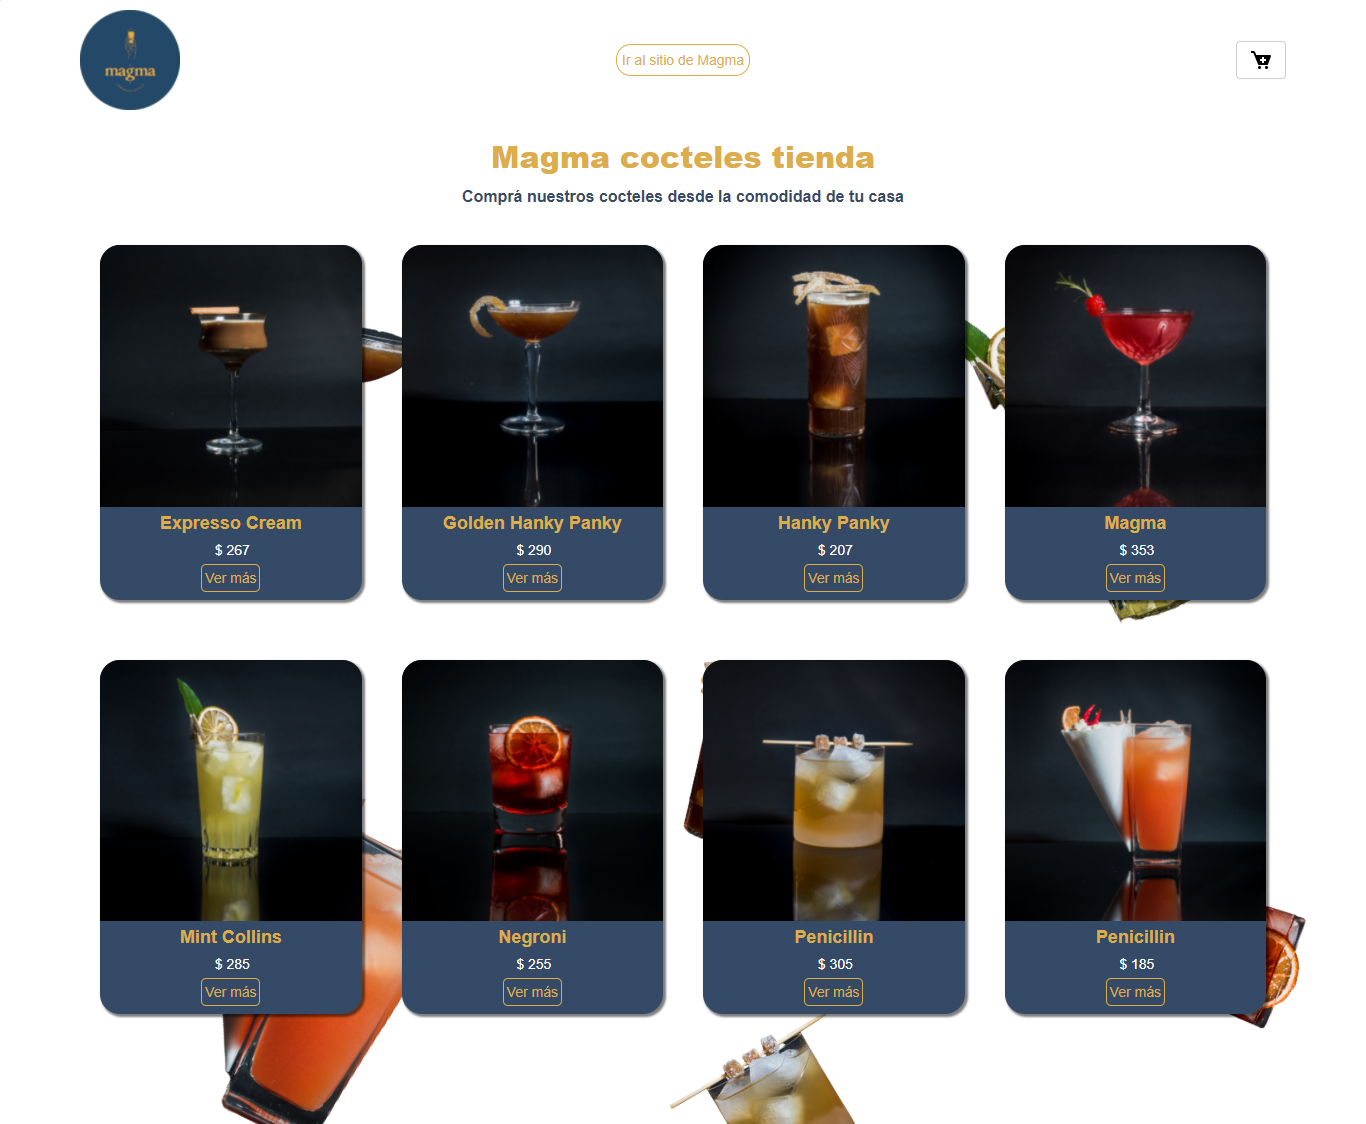 magma
Ir al sitio de Magma
Magma cocteles tienda
Comprá nuestros cocteles desde la comodidad de tu casa
Expresso Cream
$ 267
Ver más
Golden Hanky Panky
$ 290
Ver más
Hanky Panky
$ 207
Ver más
Magma
$ 353
Ver más
Mint Collins
$ 285
Ver más
Negroni
$ 255
Ver más
Penicillin
$ 305
Ver más
Penicillin
$ 185
Ver más